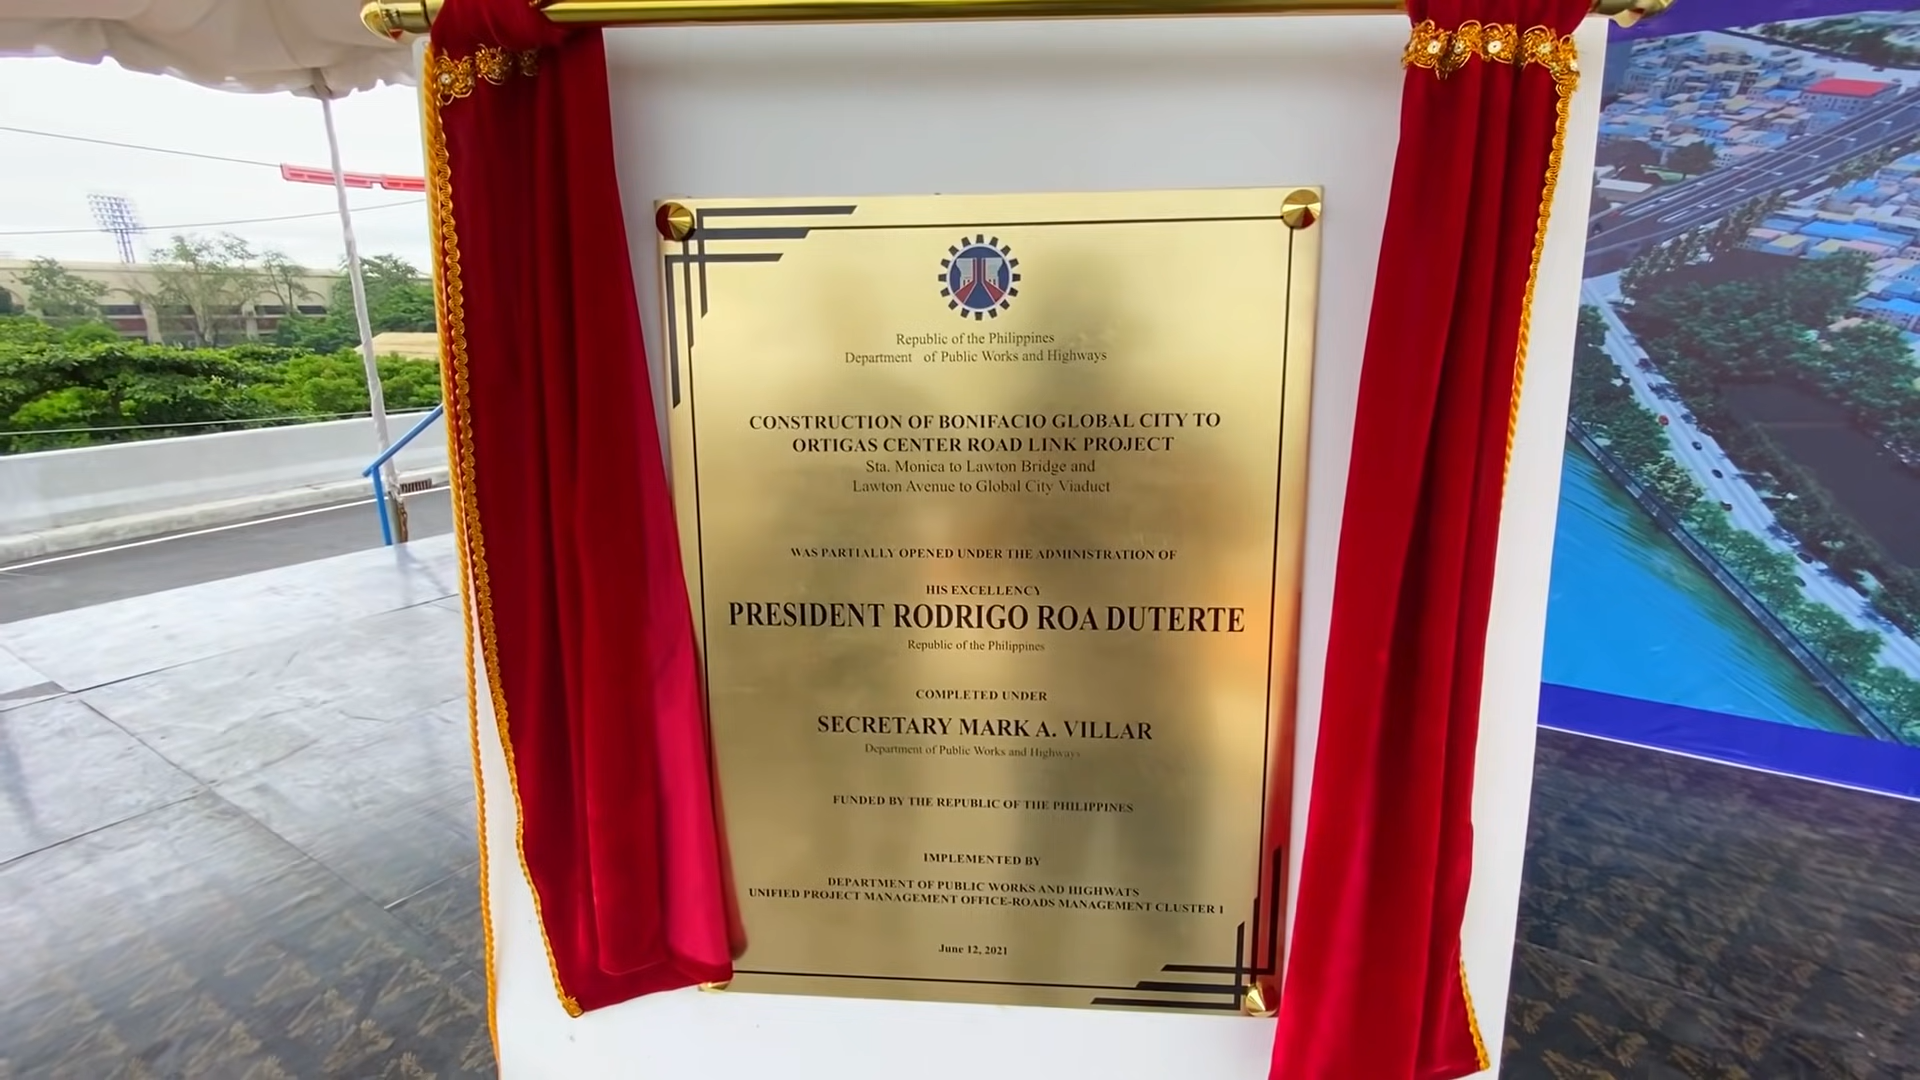 Republic of the Philippines
Department of Public Works and Highways
CONSTRUCTION OF BONIFACIO GLOBAL CITY TO
ORTIGAS CENTER ROAD LINK PROJECT
Sta. Monica to Lawton Bridge and
Lawton Avenue to Global City Viaduct
WAS PARTIALLY OPENED UNDER THE ADMINISTRATION OF
HIS EXCELLENCY
PRESIDENT RODRIGO ROA DUTERTE
Republic of the Philippines
COMPLETED UNDER
SECRETARY MARK A. VILLAR
Department of Public Works and Highways
FUNDED BY THE REPUBLIC OF THE PHILIPPINES
IMPLEMENTED BY
DEPARTMENT OF PUBLIC WORKS AND HIGHWATS
UNIFIED PROJECT MANAGEMENT OFFICE-ROADS MANAGEMENT CLUSTER 1
June 12, 2021